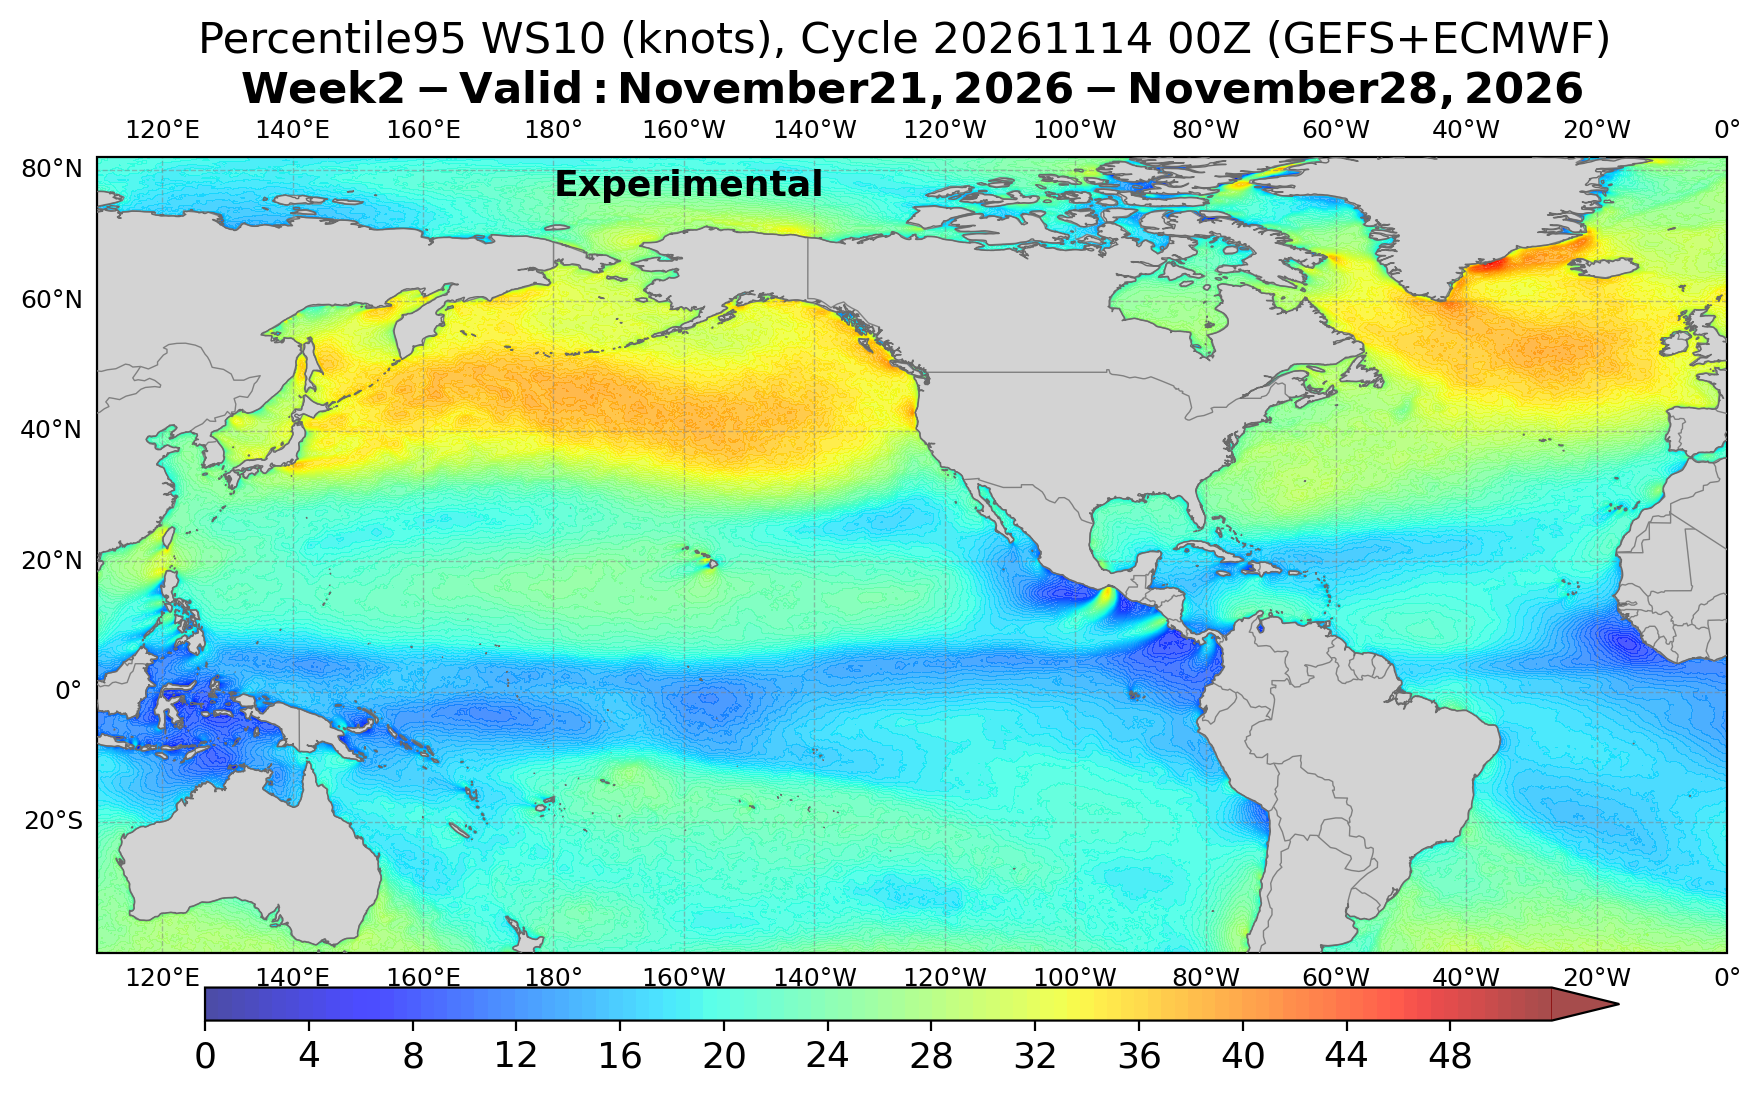 Percentile95 WS10 (knots), Cycle 20261114 00Z (GEFS+ECMWF)
Week2 – Valid : November21, 2026 – November28, 2026
120°E 140°E 160°E 180° 160°W 140°W 120°W 100°W 80°W 60°W 40°W 20°W 0°
80°N
Experimental
60°N
40°N
20°N
0°
20°S
120°E 140°E 160°E 180° 160°W 140°W 120°W 100°W 80°W 60°W 40°W 20°W 0°
0 4 8 12 16 20 24 28 32 36 40 44 48